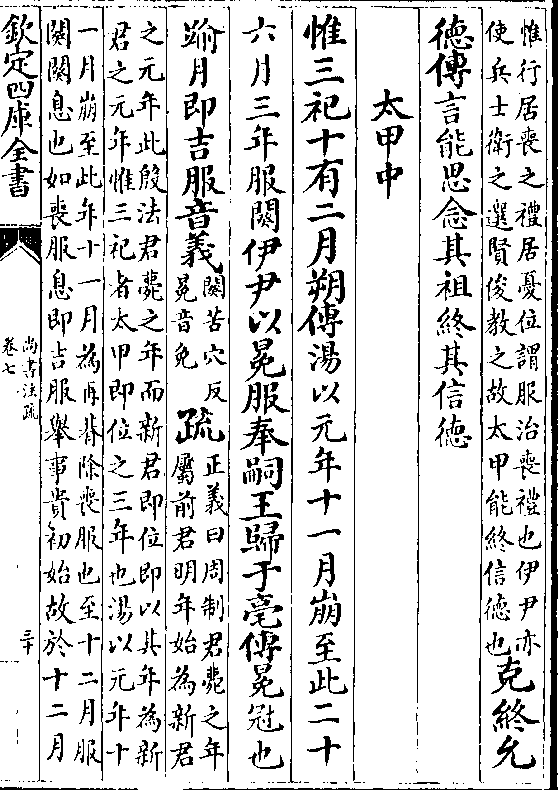 惟行居喪之禮居憂位謂服治喪禮也伊尹亦
使兵士衛之選賢俊教之故太甲能終信德也
克終允
德傳言能思念其祖終其信德
太甲中
惟三祀十有二月朔傳湯以元年十一月崩至此二十
六月三年服闋伊尹以冕服奉嗣王歸于亳傳冕冠也
踰月即吉服音義
闋苦穴反
冕音免
疏
正義曰周制君薨之年
屬前君明年始為新君
之元年此殷法君薨之年而新君即位即以其年為新
君之元年惟三祀者太甲即位之三年也湯以元年十
一月崩至此年十一月為再朞除喪服也至十二月服
闋闋息也如喪服息即吉服舉事貴初始故於十二月
欽定四庫全書
尚書注疏
卷七
三十